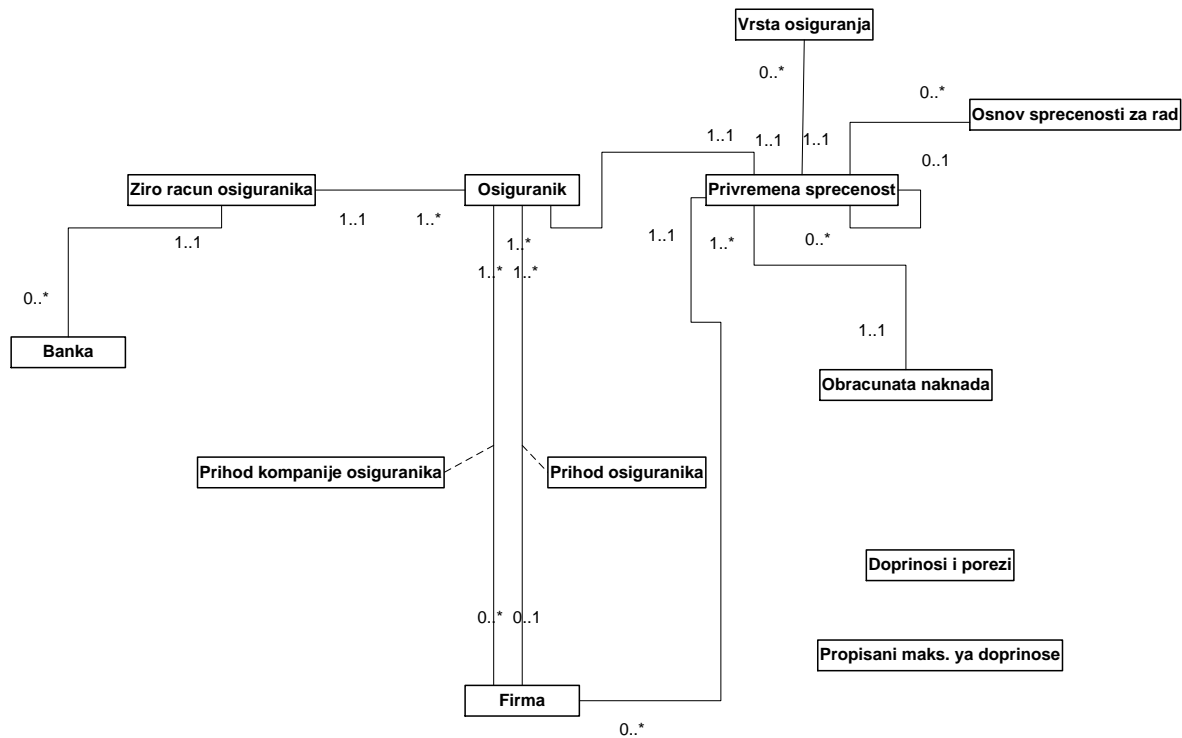 Vrsta osiguranja
0..*
0..*
Osnov sprecenosti za rad
1..1
1..1
1..1
0..1
Ziro racun osiguranika
Osiguranik
Privremena sprecenost
1..1
1..*
1..1
1..*
1..1
1..*
0..*
1..*
1..*
0..*
1..1
Banka
Obracunata naknada
Prihod kompanije osiguranika
Prihod osiguranika
Doprinosi i porezi
0..*
0..1
Propisani maks. ya doprinose
Firma
0..*